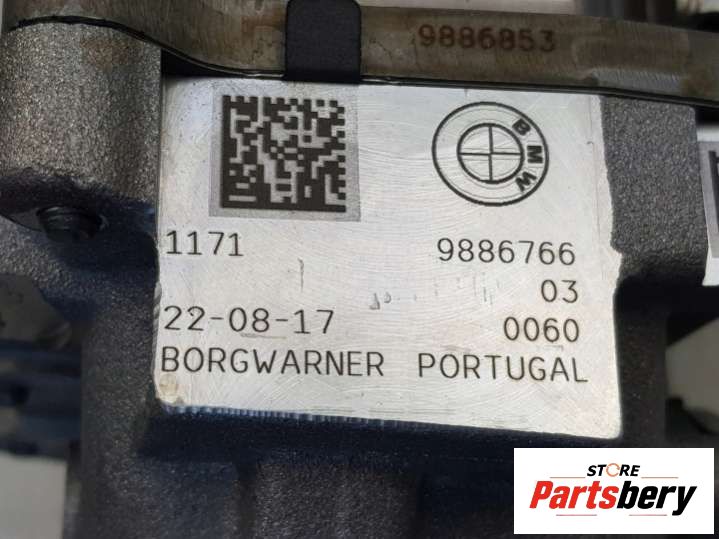 9886853
BMW
1171 9886766
03
22-08-17 0060
BORGWARNER PORTUGAL
STORE
Partsbery